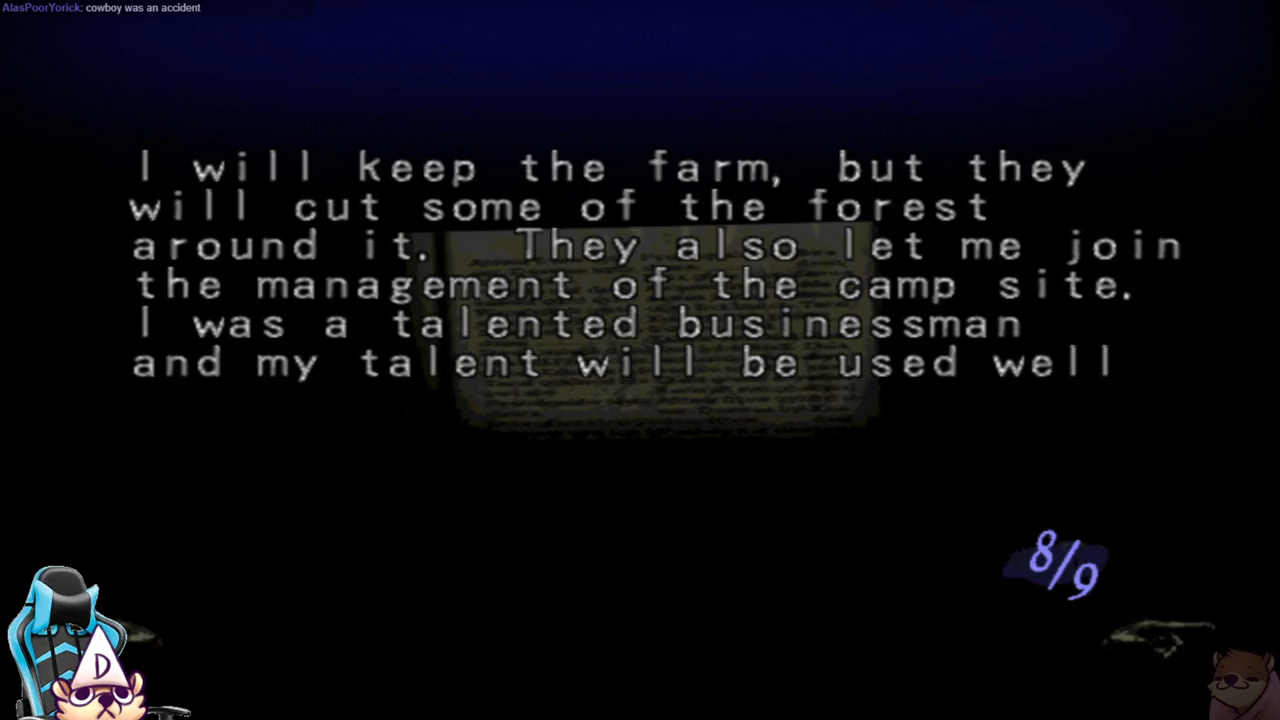 AlasPoorYorick: cowboy was an accident
I will keep the farm, but they
will cut some of the forest
around it. They also let me join
the management of the camp site.
I was a talented businessman
and my talent will be used well
8/9
D